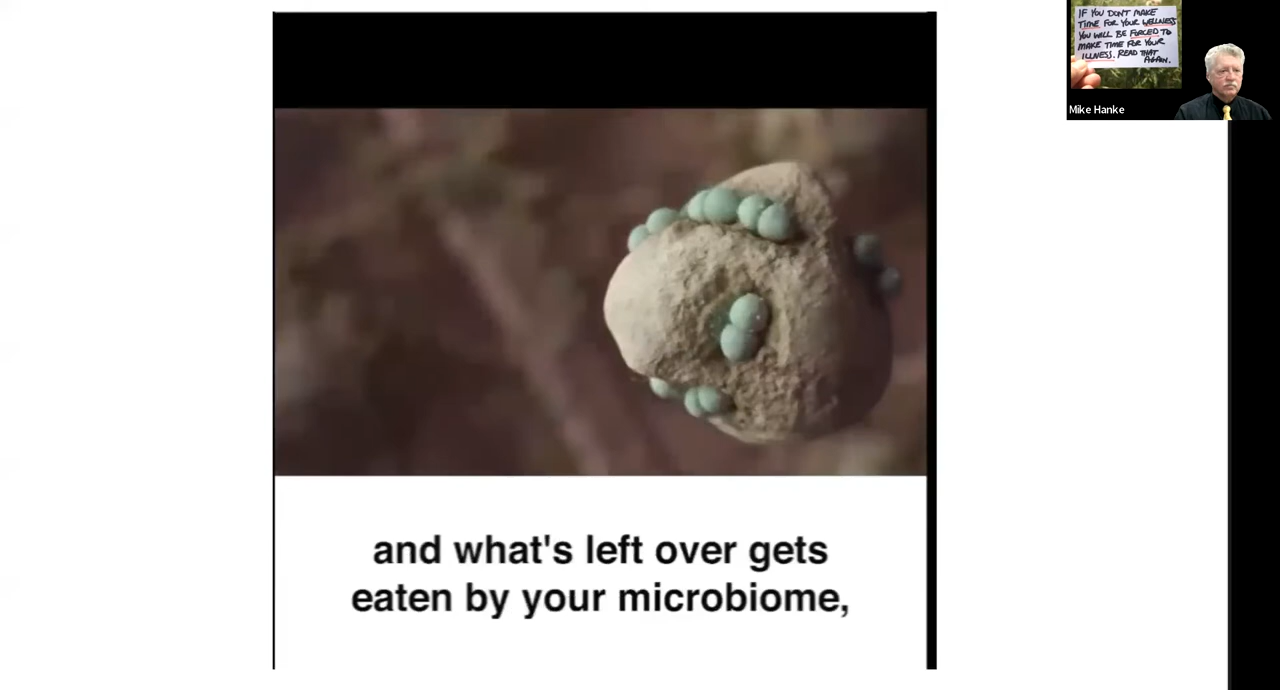 IF YOU DON'T MAKE
TIME FOR YOUR WELLNESS
YOU WILL BE FORCED TO
MAKE TIME FOR YOUR
ILLNESS. READ THAT
AGAIN.
Mike Hanke
and what's left over gets
eaten by your microbiome,